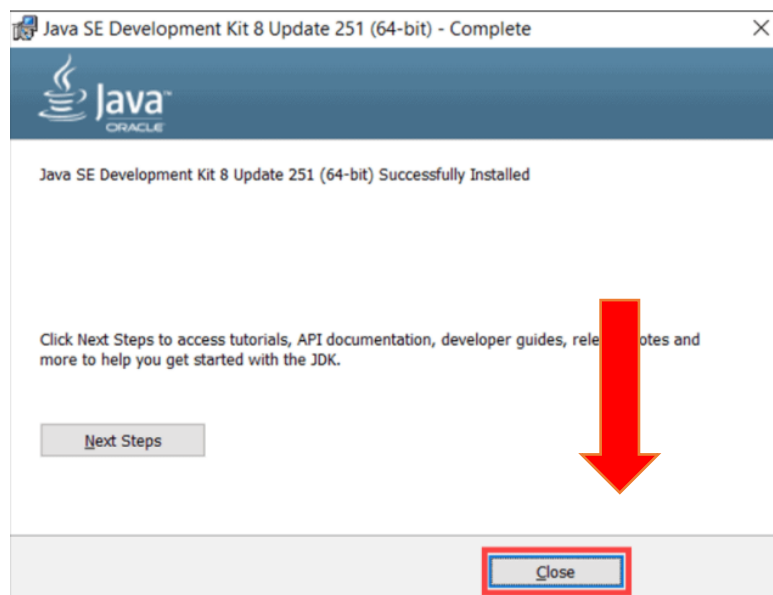 Java SE Development Kit 8 Update 251 (64-bit) - Complete
Java™
ORACLE
Java SE Development Kit 8 Update 251 (64-bit) Successfully Installed
Click Next Steps to access tutorials, API documentation, developer guides, and
more to help you get started with the JDK.
Next Steps
Close